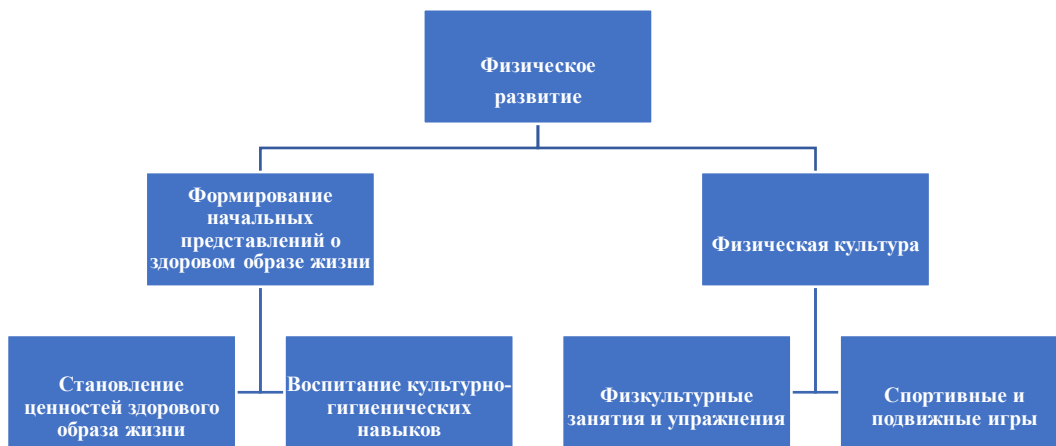 Физическое
развитие
Формирование
начальных
представлений о
здоровом образе жизни
Физическая культура
Становление
ценностей здорового
образа жизни
Воспитание культурно-
гигиенических
навыков
Физкультурные
занятия и упражнения
Спортивные и
подвижные игры